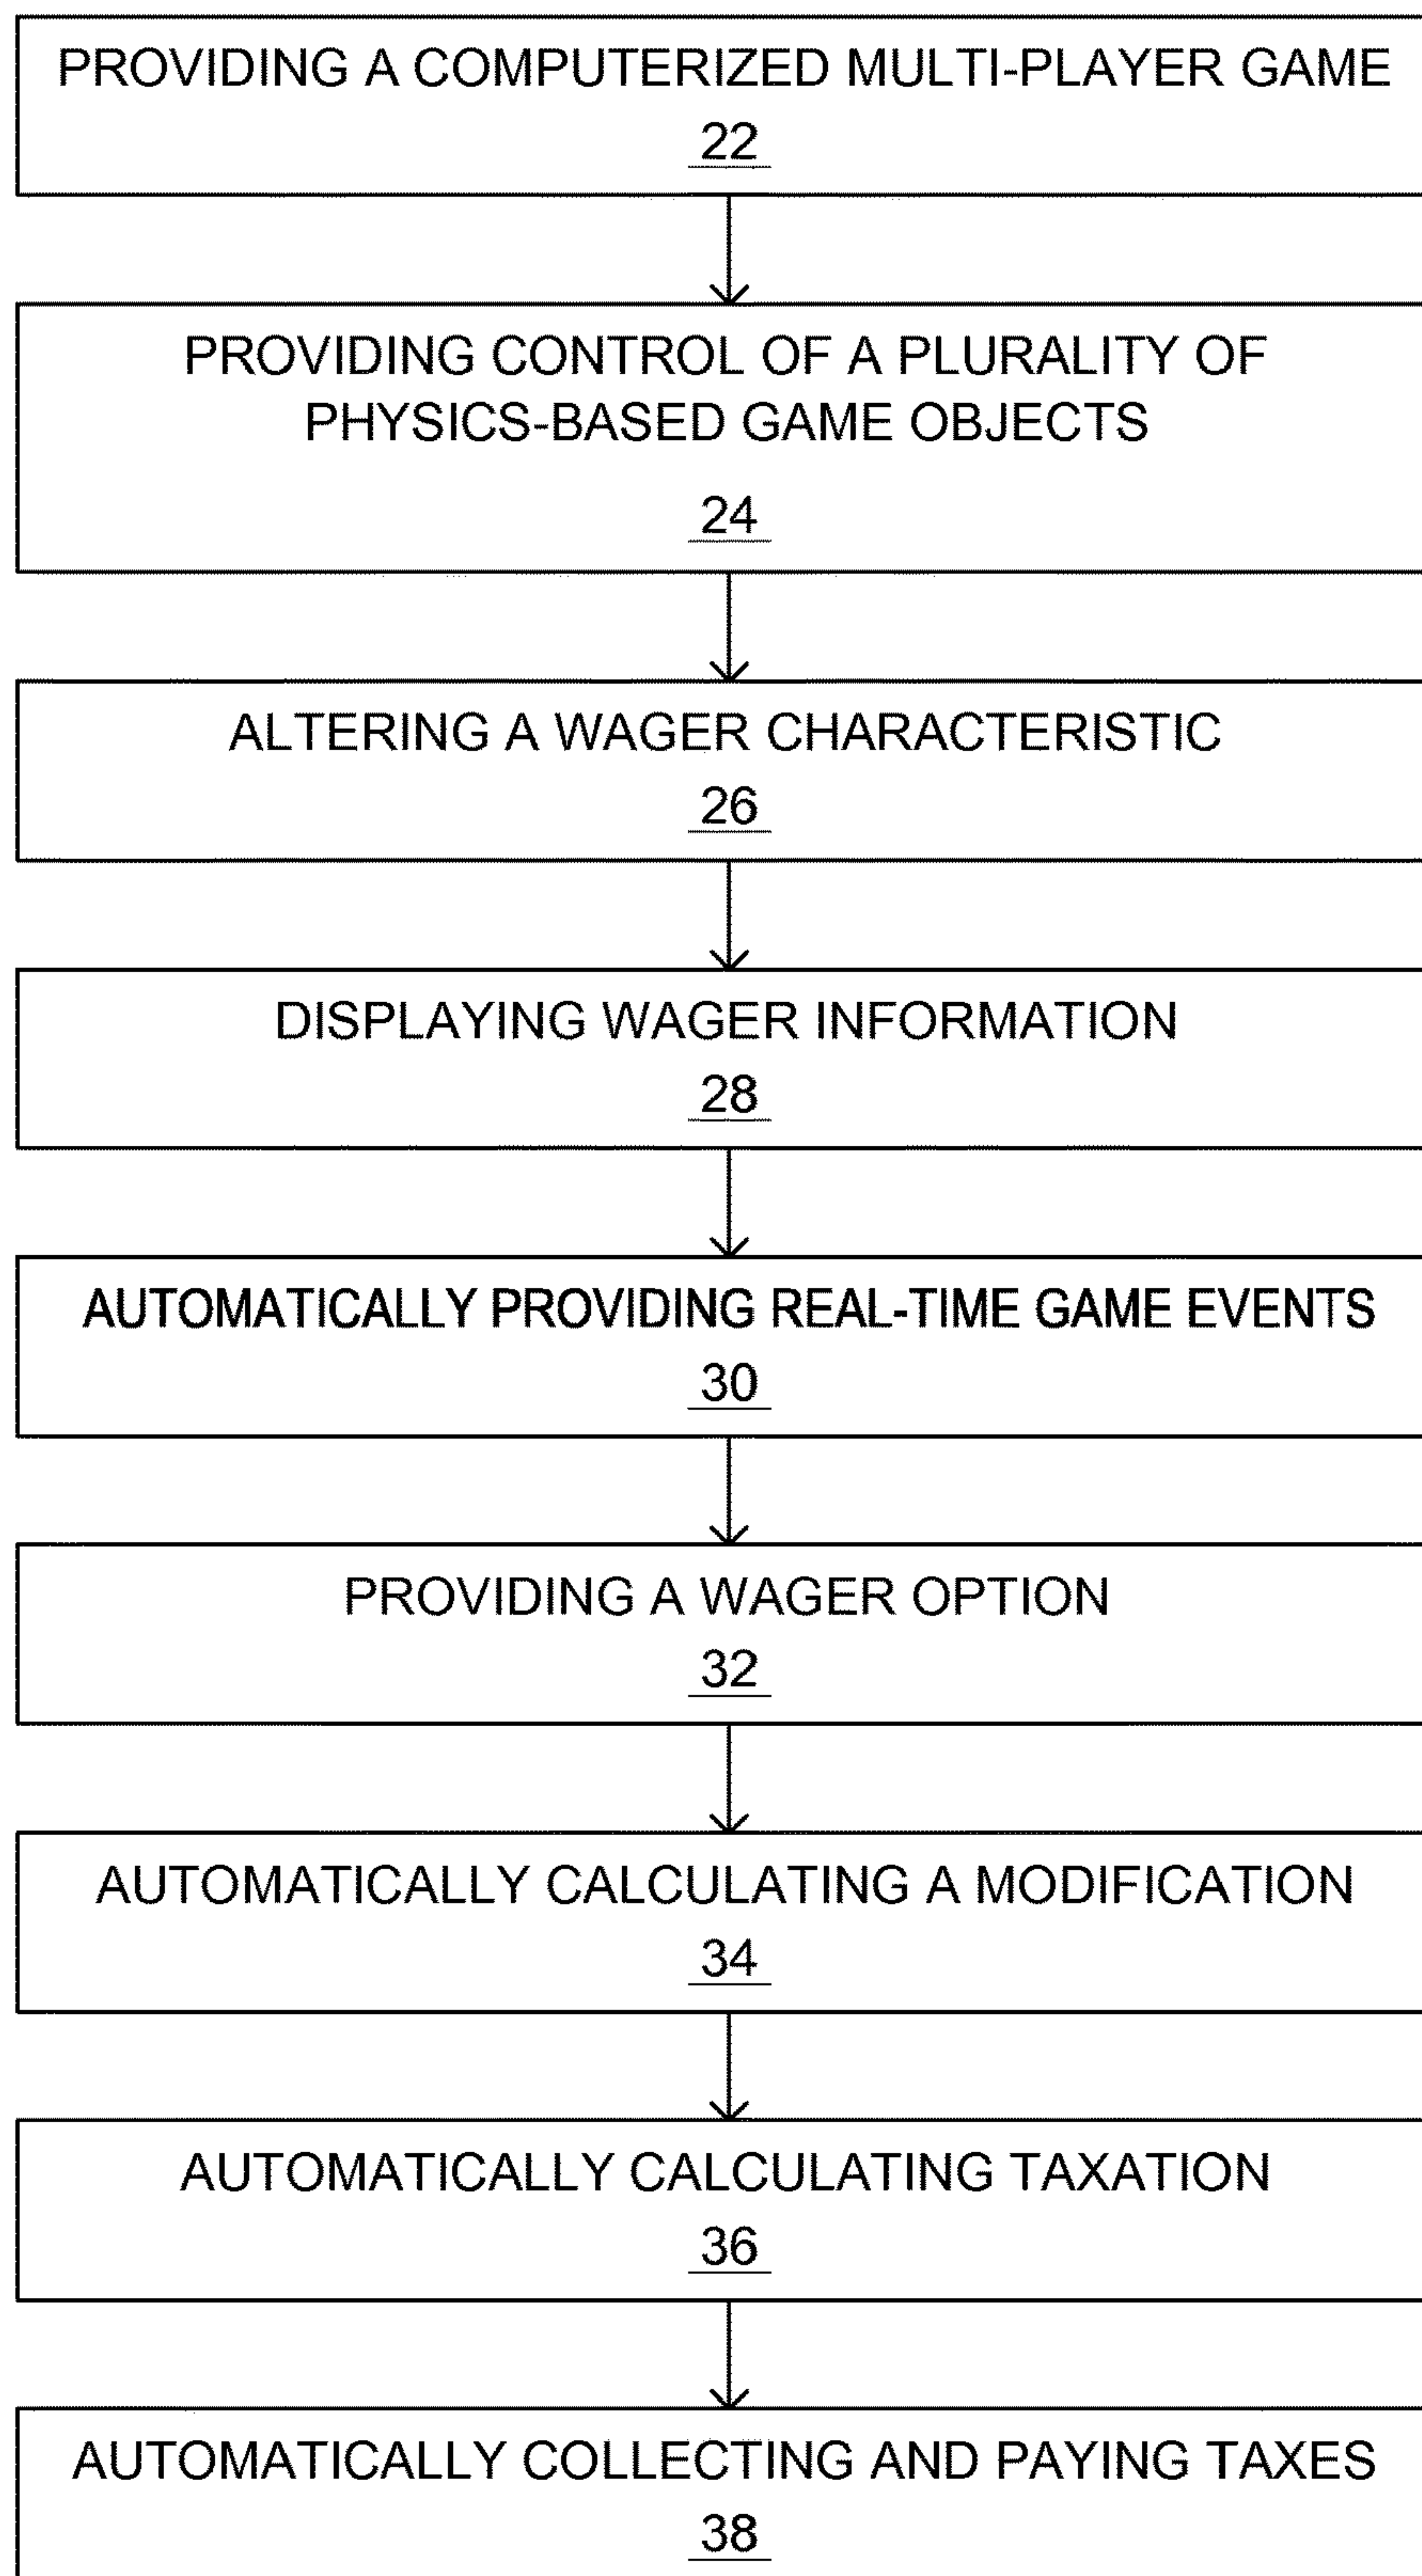 PROVIDING A COMPUTERIZED MULTI-PLAYER GAME
22
PROVIDING CONTROL OF A PLURALITY OF
PHYSICS-BASED GAME OBJECTS
24
ALTERING A WAGER CHARACTERISTIC
26
DISPLAYING WAGER INFORMATION
28
AUTOMATICALLY PROVIDING REAL-TIME GAME EVENTS
30
PROVIDING A WAGER OPTION
32
AUTOMATICALLY CALCULATING A MODIFICATION
34
AUTOMATICALLY CALCULATING TAXATION
36
AUTOMATICALLY COLLECTING AND PAYING TAXES
38